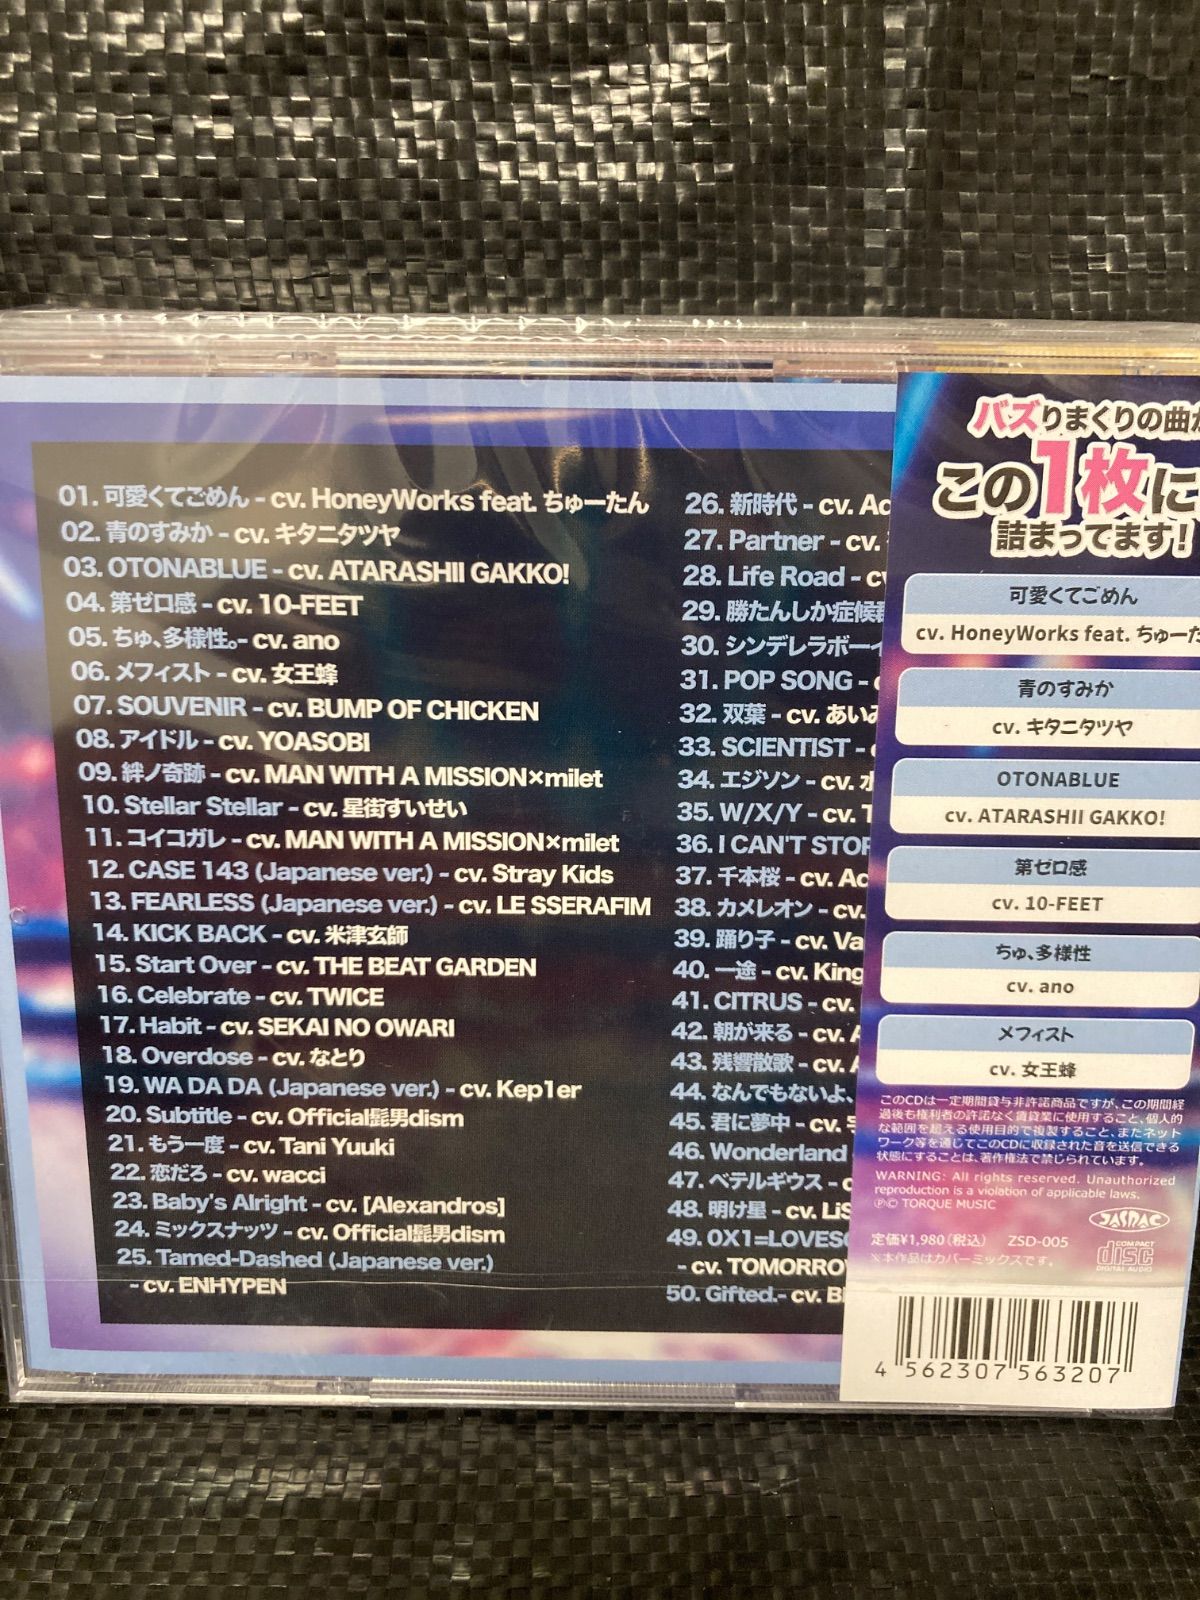 01. 可愛くてごめん - cv. HoneyWorks feat. ちゅーたん
02. 青のすみか - cv. キタニタツヤ
03. OTONABLUE - cv. ATARASHII GAKKO!
04. 第ゼロ感 - cv. 10-FEET
05. ちゅ、多様性。- cv. ano
06. メフィスト - cv. 女王蜂
07. SOUVENIR - cv. BUMP OF CHICKEN
08. アイドル - cv. YOASOBI
09. 絆ノ奇跡 - cv. MAN WITH A MISSION×milet
10. Stellar Stellar - cv. 星街すいせい
11. コイコガレ - cv. MAN WITH A MISSION×milet
12. CASE 143 (Japanese ver.) - cv. Stray Kids
13. FEARLESS (Japanese ver.) - cv. LE SSERAFIM
14. KICK BACK - cv. 米津玄師
15. Start Over - cv. THE BEAT GARDEN
16. Celebrate - cv. TWICE
17. Habit - cv. SEKAI NO OWARI
18. Overdose - cv. なとり
19. WA DA DA (Japanese ver.) - cv. Kep1er
20. Subtitle - cv. Official髭男dism
21. もう一度 - cv. Tani Yuuki
22. 恋だろ - cv. wacci
23. Baby's Alright - cv. [Alexandros]
24. ミックスナッツ - cv. Official髭男dism
25. Tamed-Dashed (Japanese ver.)
- cv. ENHYPEN
26. 新時代 - cv. Ac
27. Partner - cv.
28. Life Road - cv
29. 勝たんしか症候群
30. シンデレラボーイ
31. POP SONG -
32. 双葉 - cv. あいみ
33. SCIENTIST -
34. エジソン - cv. 水
35. W/X/Y - cv. T
36. I CAN'T STOP
37. 千本桜 - cv. Ac
38. カメレオン - cv.
39. 踊り子 - cv. Va
40. 一途 - cv. King
41. CITRUS - cv.
42. 朝が来る - cv. A
43. 残響散歌 - cv. A
44. なんでもないよ、
45. 君に夢中 - cv. 宇
46. Wonderland
47. ベテルギウス - c
48. 明け星 - cv. LiS
49. 0X1=LOVESO
- cv. TOMORROW
50. Gifted.- cv. B
バズりまくりの曲が
この1枚に
詰まってます!
可愛くてごめん
cv. HoneyWorks feat. ちゅーた
青のすみか
cv. キタニタツヤ
OTONABLUE
cv. ATARASHII GAKKO!
第ゼロ感
cv. 10-FEET
ちゅ、多様性
cv. ano
メフィスト
cv. 女王蜂
このCDは一定期間貸与非許諾商品ですが、この期間経
過後も権利者の許諾なく賃貸業に使用すること、個人的
な範囲を超える使用目的で複製すること、またネット
ワーク等を通じてこのCDに収録された音を送信できる
状態にすることは、著作権法で禁じられています。
WARNING: All rights reserved. Unauthorized
reproduction is a violation of applicable laws.
Ⓟ© TORQUE MUSIC
JASRAC
定価¥1,980(税込) ZSD-005
※本作品はカバーミックスです。
COMPACT
disc
DIGITAL AUDIO
4 562307 563207